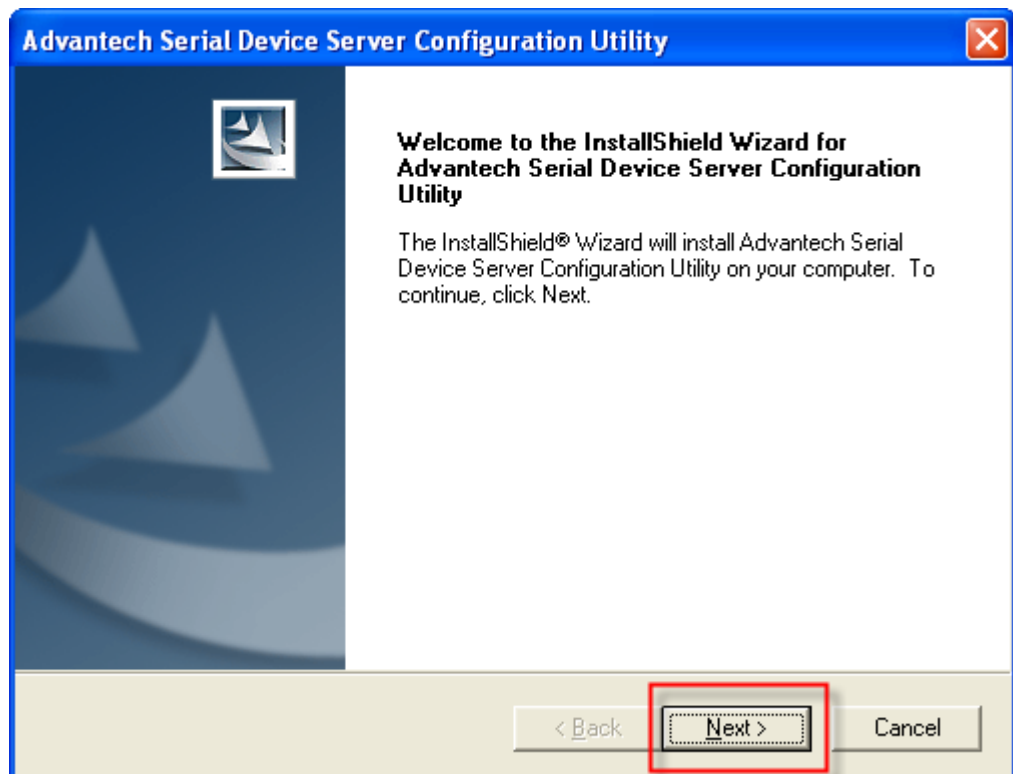 Advantech Serial Device Server Configuration Utility
Welcome to the InstallShield Wizard for
Advantech Serial Device Server Configuration
Utility
The InstallShield® Wizard will install Advantech Serial
Device Server Configuration Utility on your computer. To
continue, click Next.
< Back
Next >
Cancel